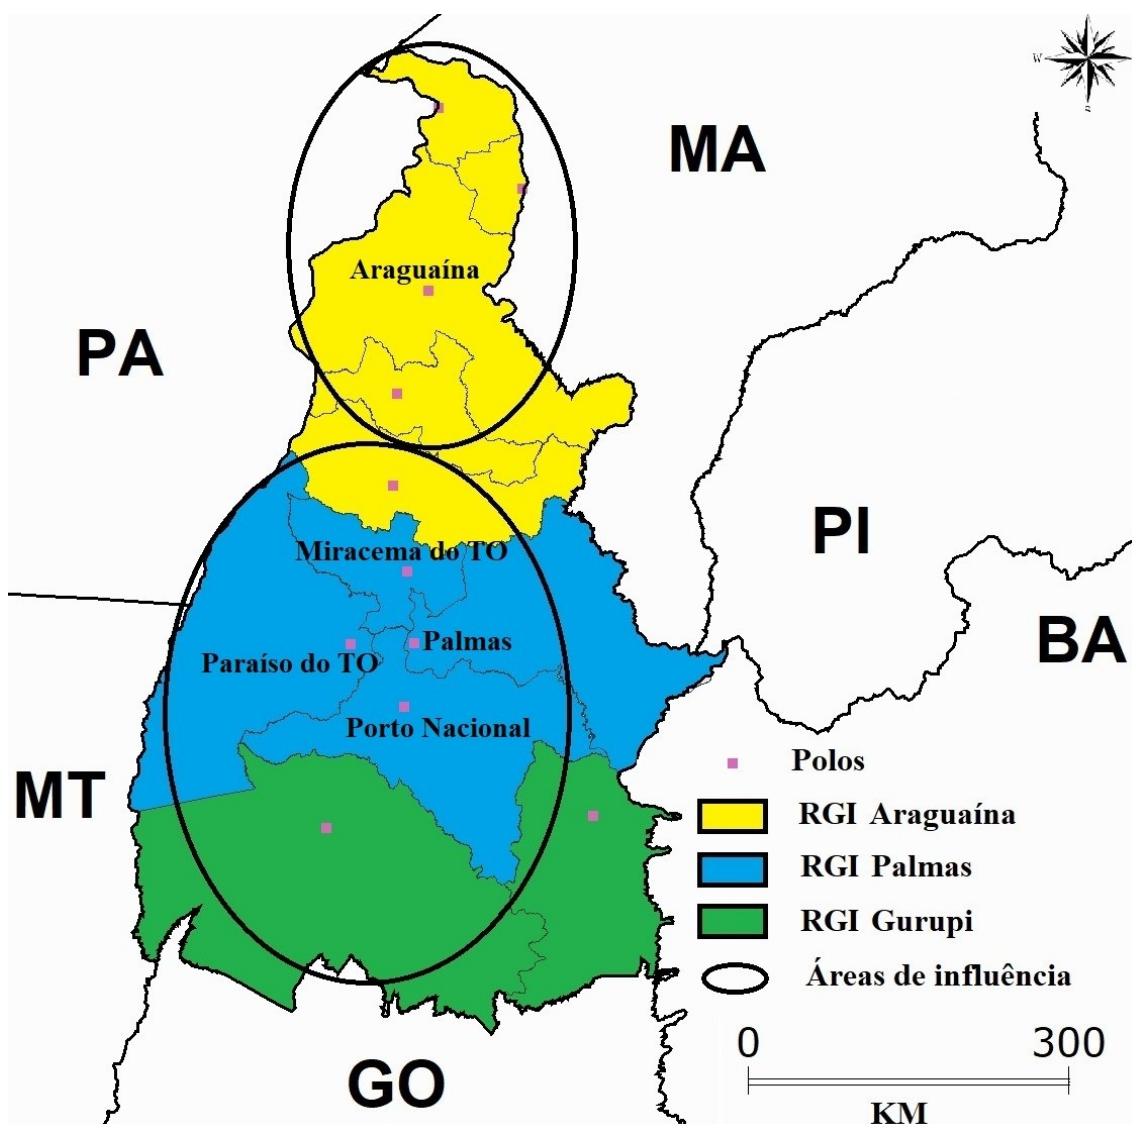 W
S
MA
Araguaína
PA
PI
Miracema do TO
BA
Palmas
Paraíso do TO
Porto Nacional
MT
Polos
RGI Araguaína
RGI Palmas
RGI Gurupi
Áreas de influência
0 300
KM
GO